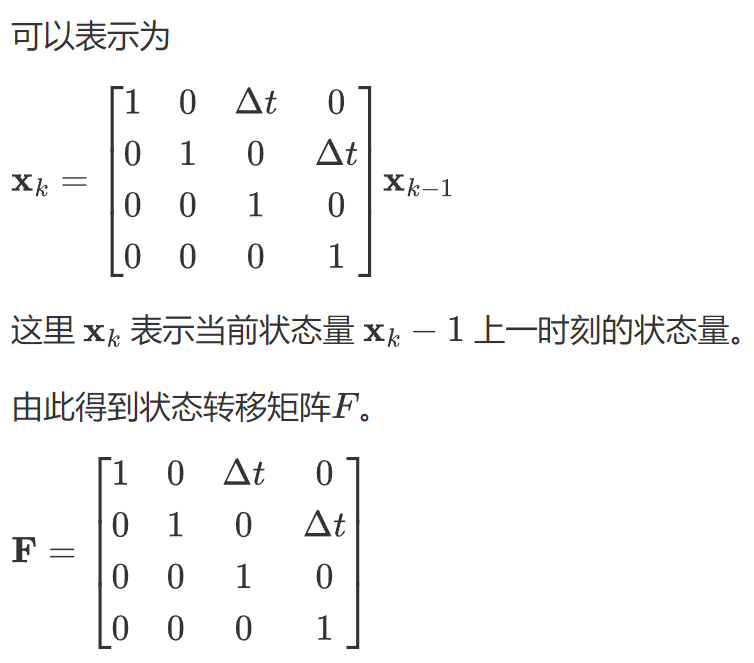 可以表示为
$\mathbf{x}_k = \begin{bmatrix} 1 & 0 & \Delta t & 0 \\ 0 & 1 & 0 & \Delta t \\ 0 & 0 & 1 & 0 \\ 0 & 0 & 0 & 1 \end{bmatrix} \mathbf{x}_{k-1}$
这里 $\mathbf{x}_k$ 表示当前状态量 $\mathbf{x}_k - 1$ 上一时刻的状态量。
由此得到状态转移矩阵$F$。
$\mathbf{F} = \begin{bmatrix} 1 & 0 & \Delta t & 0 \\ 0 & 1 & 0 & \Delta t \\ 0 & 0 & 1 & 0 \\ 0 & 0 & 0 & 1 \end{bmatrix}$